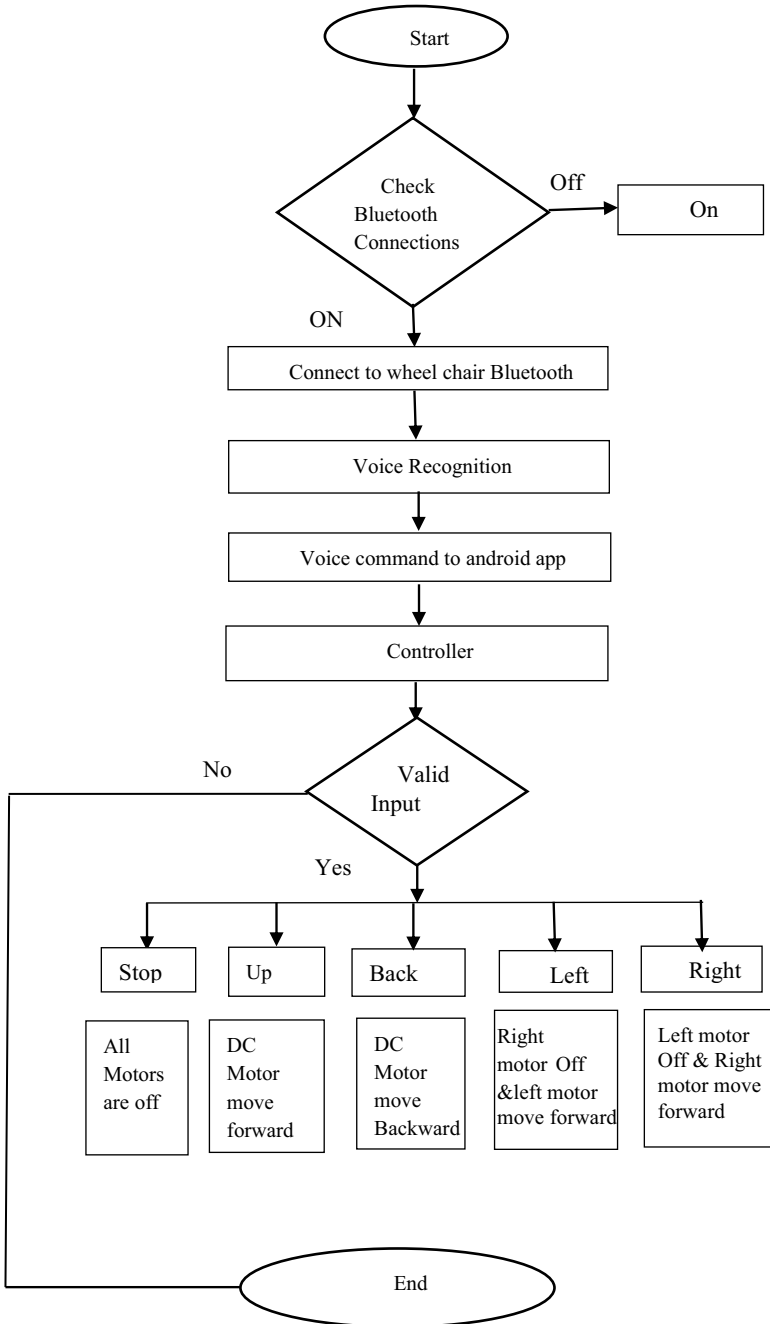 Start
Check
Bluetooth
Connections
Off
On
ON
Connect to wheel chair Bluetooth
Voice Recognition
Voice command to android app
Controller
Valid
Input
No
Yes
Stop
Up
Back
Left
Right
All
Motors
are off
DC
Motor
move
forward
DC
Motor
move
Backward
Right
motor Off
&left motor
move forward
Left motor
Off & Right
motor move
forward
End